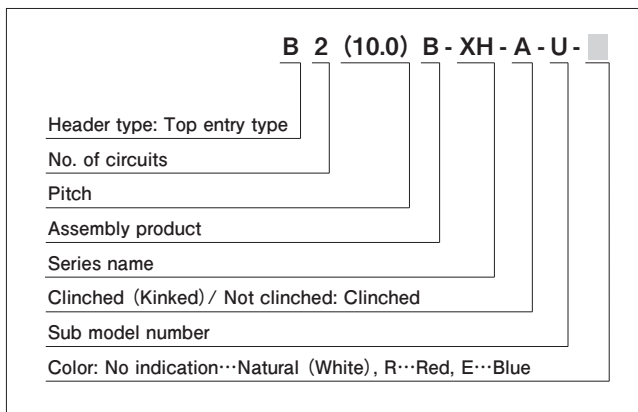 B 2 (10.0) B - XH - A - U -
Header type: Top entry type
No. of circuits
Pitch
Assembly product
Series name
Clinched (Kinked) / Not clinched: Clinched
Sub model number
Color: No indication···Natural (White), R···Red, E···Blue